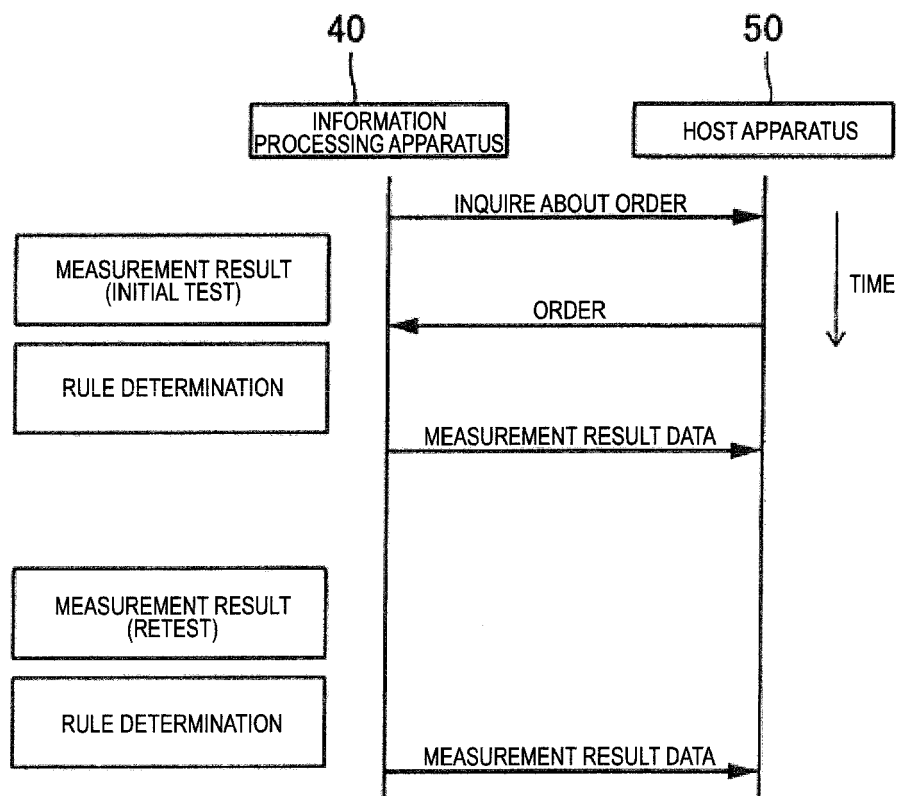 40
50
INFORMATION
PROCESSING APPARATUS
HOST APPARATUS
INQUIRE ABOUT ORDER
MEASUREMENT RESULT
(INITIAL TEST)
TIME
ORDER
RULE DETERMINATION
MEASUREMENT RESULT DATA
MEASUREMENT RESULT
(RETEST)
RULE DETERMINATION
MEASUREMENT RESULT DATA